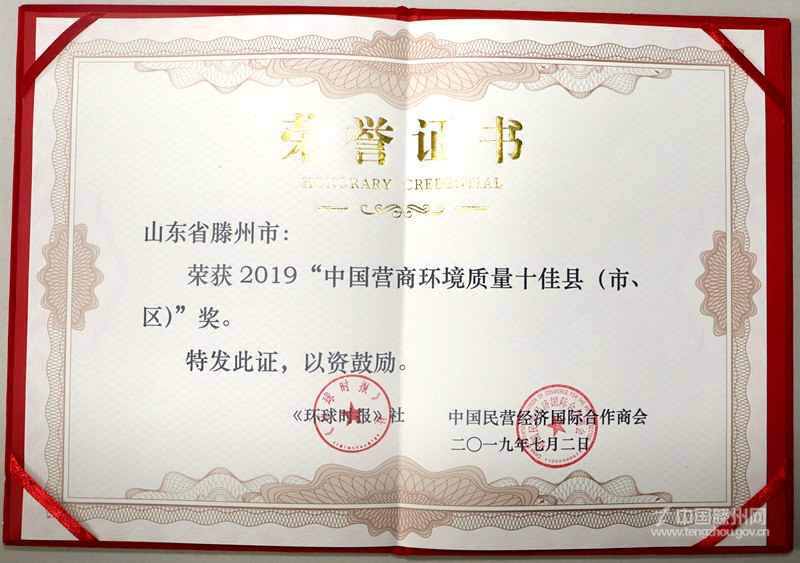 荣誉证书
HONORARY CREDENTIAL
山东省滕州市：
荣获 2019 “中国营商环境质量十佳县（市、
区）”奖。
特发此证，以资鼓励。
《环球时报》社
中国民营经济国际合作商会
二〇一九年七月二日
中国滕州网
www.tengzhou.gov.cn